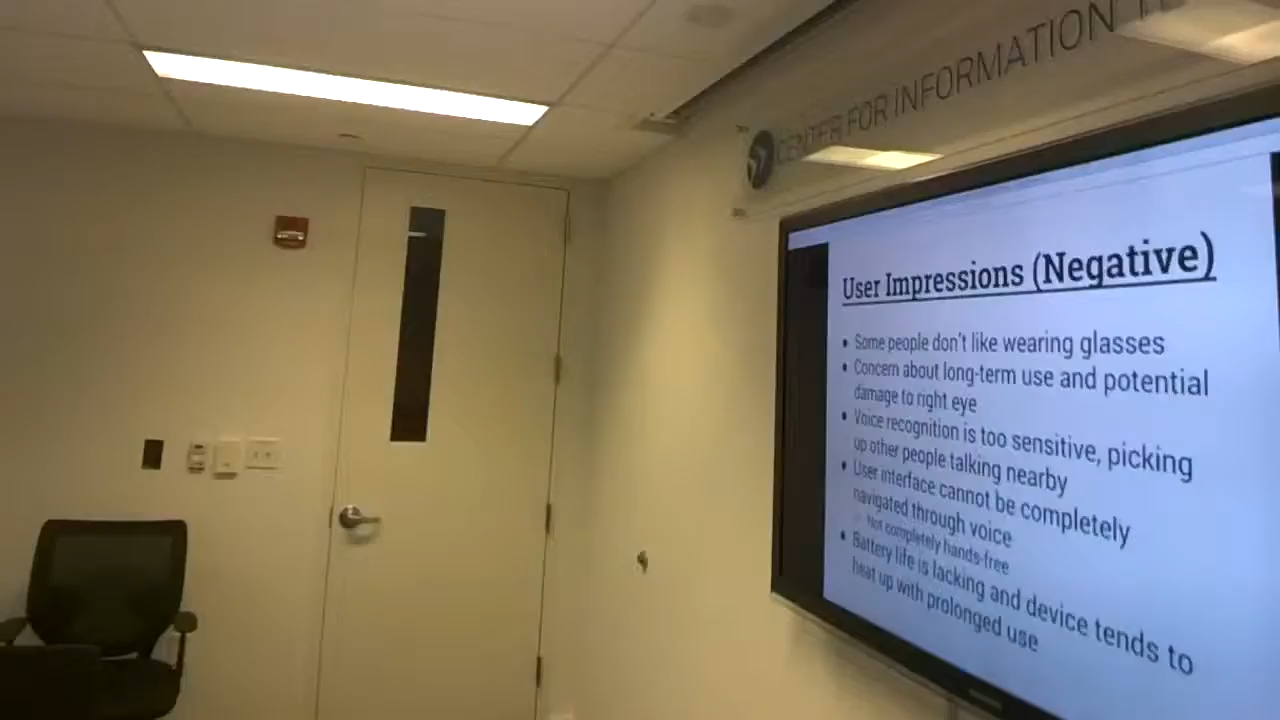 CENTER FOR INFORMATION
User Impressions (Negative)
• Some people don't like wearing glasses
• Concern about long-term use and potential
damage to right eye
• Voice recognition is too sensitive, picking
up other people talking nearby
• User interface cannot be completely
navigated through voice
Not completely hands-free
• Battery life is lacking and device tends to
heat up with prolonged use